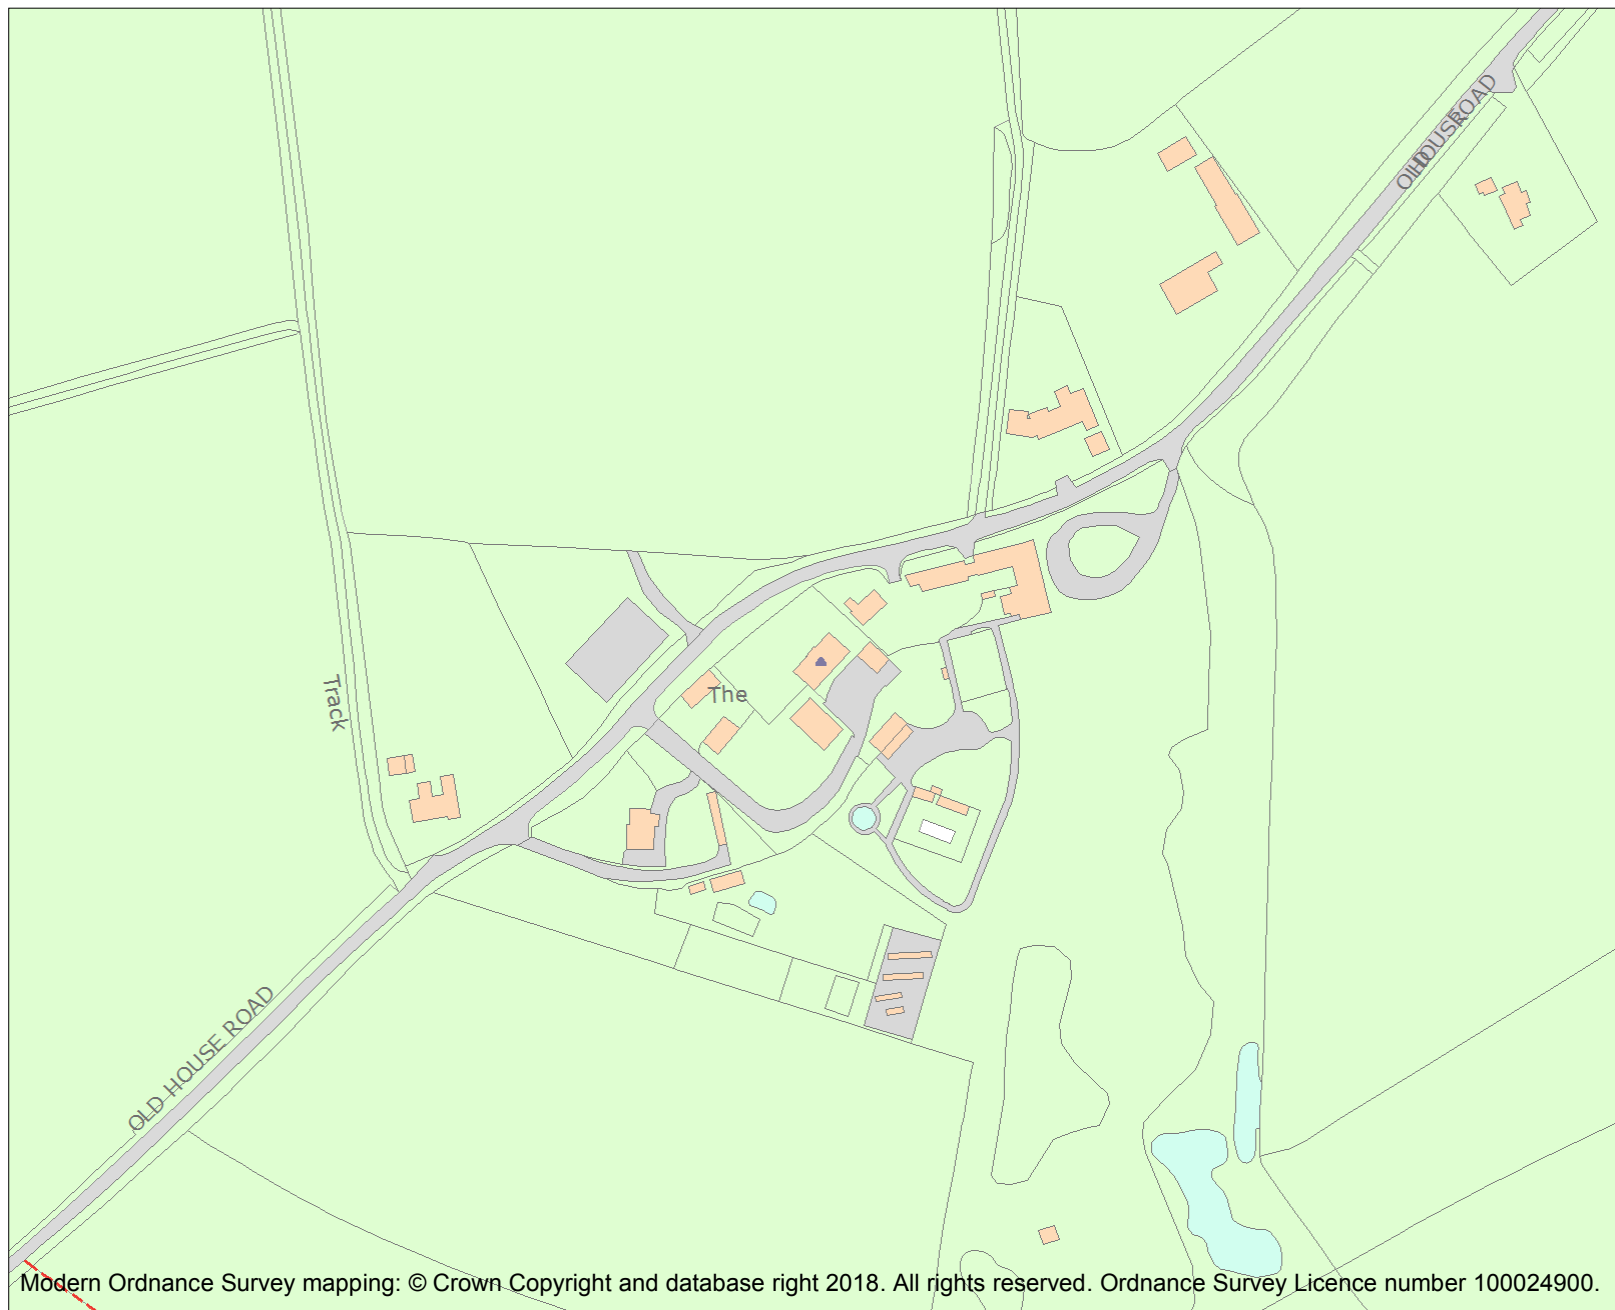 ROAD
The
Track
OLD HOUSE ROAD
Modern Ordnance Survey mapping: © Crown Copyright and database right 2018. All rights reserved. Ordnance Survey Licence number 100024900.